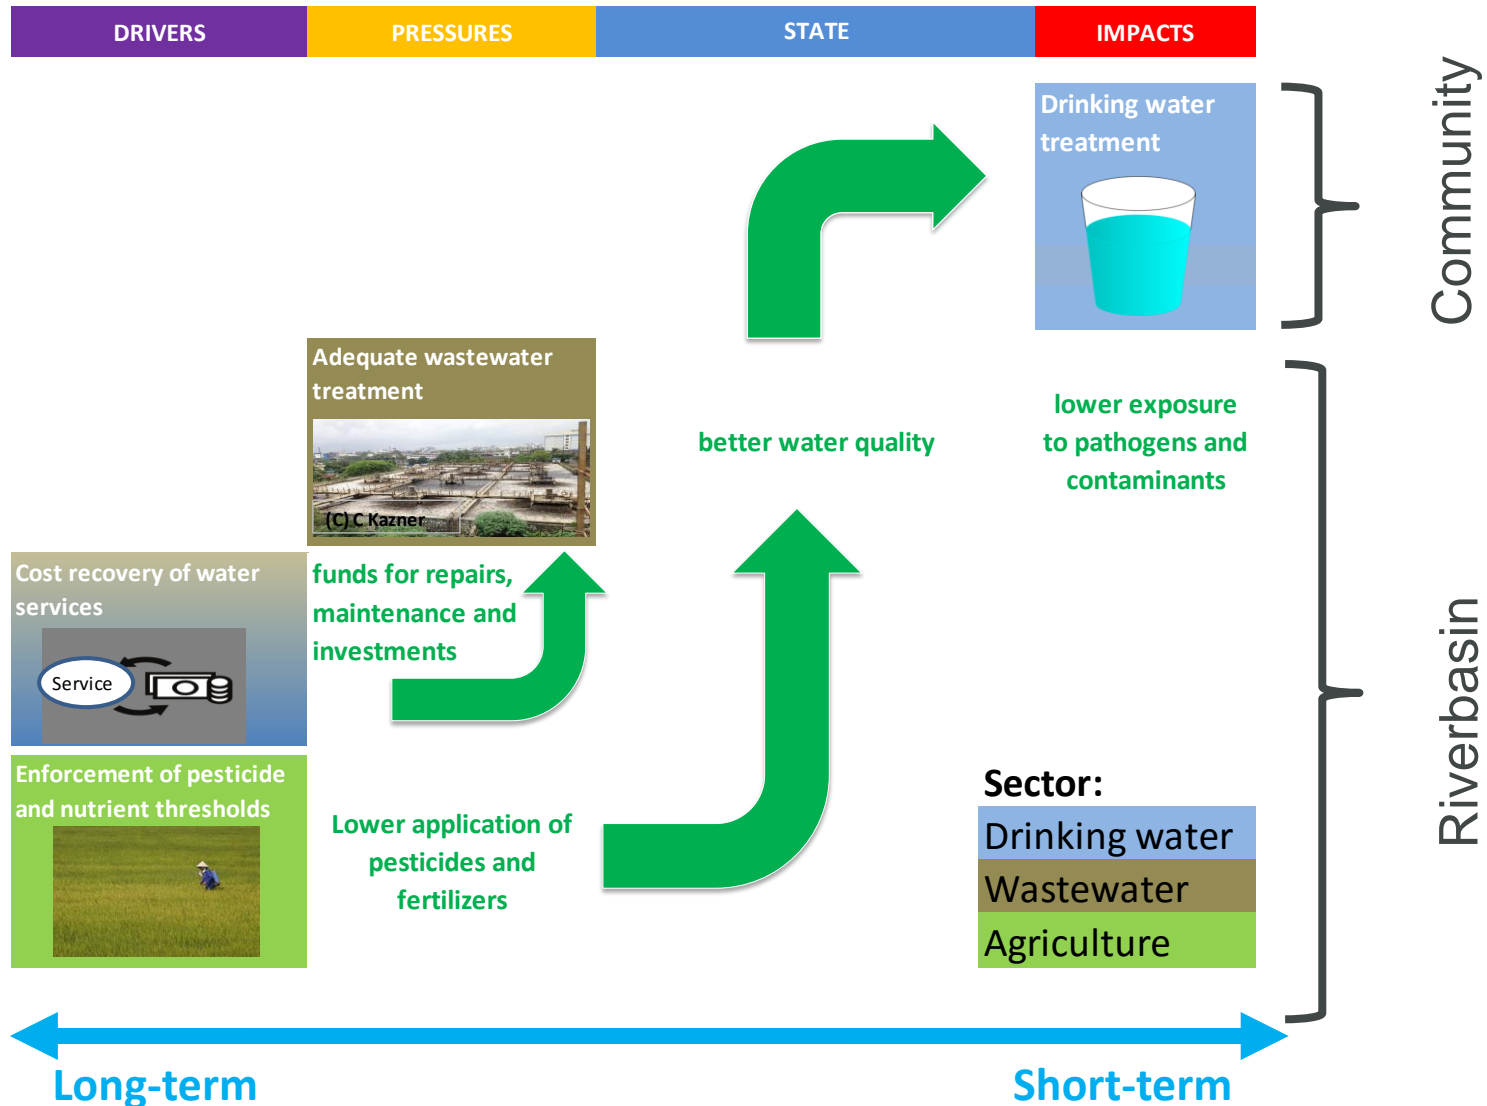 DRIVERS
PRESSURES
STATE
IMPACTS
Drinking water
treatment
Community
Adequate wastewater
treatment
(C) C Kazner
better water quality
lower exposure
to pathogens and
contaminants
Cost recovery of water
services
Service
funds for repairs,
maintenance and
investments
Enforcement of pesticide
and nutrient thresholds
Lower application of
pesticides and
fertilizers
Sector:
Drinking water
Wastewater
Agriculture
Riverbasin
Long-term
Short-term